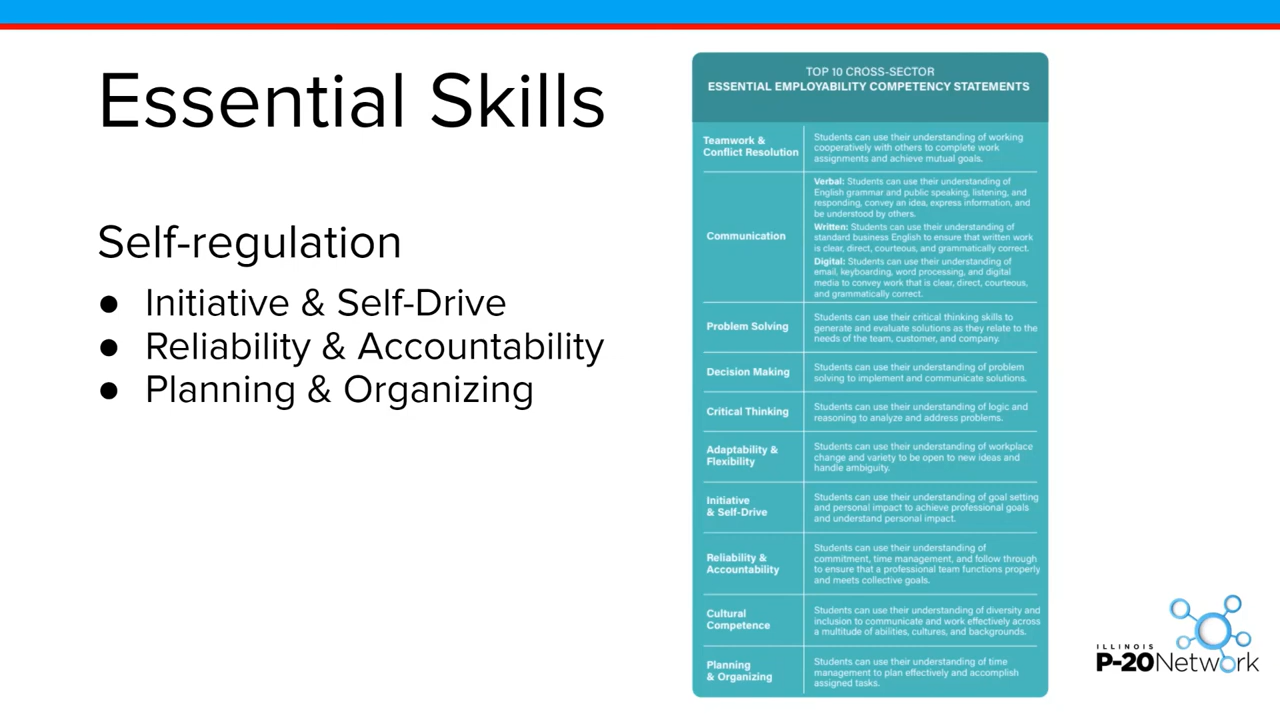 Essential Skills
Self-regulation
● Initiative & Self-Drive
● Reliability & Accountability
● Planning & Organizing
TOP 10 CROSS-SECTOR
ESSENTIAL EMPLOYABILITY COMPETENCY STATEMENTS
Teamwork &
Conflict Resolution
Students can use their understanding of working
cooperatively with others to complete work
assignments and achieve mutual goals.
Communication
Verbal: Students can use their understanding of
English grammar and public speaking, listening, and
responding, convey an idea, express information, and
be understood by others.
Written: Students can use their understanding of
standard business English to ensure that written work
is clear, direct, courteous, and grammatically correct.
Digital: Students can use their understanding of
email, keyboarding, word processing, and digital
media to convey work that is clear, direct, courteous,
and grammatically correct.
Problem Solving
Students can use their critical thinking skills to
generate and evaluate solutions as they relate to the
needs of the team, customer, and company.
Decision Making
Students can use their understanding of problem
solving to implement and communicate solutions.
Critical Thinking
Students can use their understanding of logic and
reasoning to analyze and address problems.
Adaptability &
Flexibility
Students can use their understanding of workplace
change and variety to be open to new ideas and
handle ambiguity.
Initiative
& Self-Drive
Students can use their understanding of goal setting
and personal impact to achieve professional goals
and understand personal impact.
Reliability &
Accountability
Students can use their understanding of
commitment, time management, and follow through
to ensure that a professional team functions properly
and meets collective goals.
Cultural
Competence
Students can use their understanding of diversity and
inclusion to communicate and work effectively across
a multitude of abilities, cultures, and backgrounds.
Planning
& Organizing
Students can use their understanding of time
management to plan effectively and accomplish
assigned tasks.
ILLINOIS
P-20Network